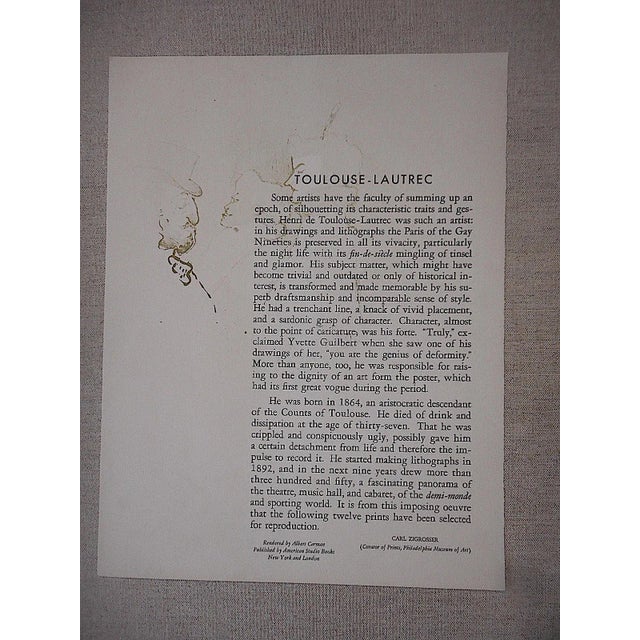 TOULOUSE-LAUTREC
Some artists have the faculty of summing up an
epoch, of silhouetting its characteristic traits and ges-
tures. Henri de Toulouse-Lautrec was such an artist:
in his drawings and lithographs the Paris of the Gay
Nineties is preserved in all its vivacity, particularly
the night life with its fin-de-siècle mingling of tinsel
and glamor. His subject matter, which might have
become trivial and outdated or only of historical in-
terest, is transformed and made memorable by his su-
perb draftsmanship and incomparable sense of style.
He had a trenchant line, a knack of vivid placement,
and a sardonic grasp of character. Character, almost
to the point of caricature, was his forte. "Truly," ex-
claimed Yvette Guilbert when she saw one of his
drawings of her, "you are the genius of deformity."
More than anyone, too, he was responsible for rais-
ing to the dignity of an art form the poster, which
had its first great vogue during the period.
He was born in 1864, an aristocratic descendant
of the Counts of Toulouse. He died of drink and
dissipation at the age of thirty-seven. That he was
crippled and conspicuously ugly, possibly gave him
a certain detachment from life and therefore the im-
pulse to record it. He started making lithographs in
1892, and in the next nine years drew more than
three hundred and fifty, a fascinating panorama of
the theatre, music hall, and cabaret, of the demi-monde
and sporting world. It is from this imposing oeuvre
that the following twelve prints have been selected
for reproduction.
CARL ZIGROSSER
(Curator of Prints, Philadelphia Museum of Art)
Rendered by Albert Carman
Published by American Studio Books
New York and London